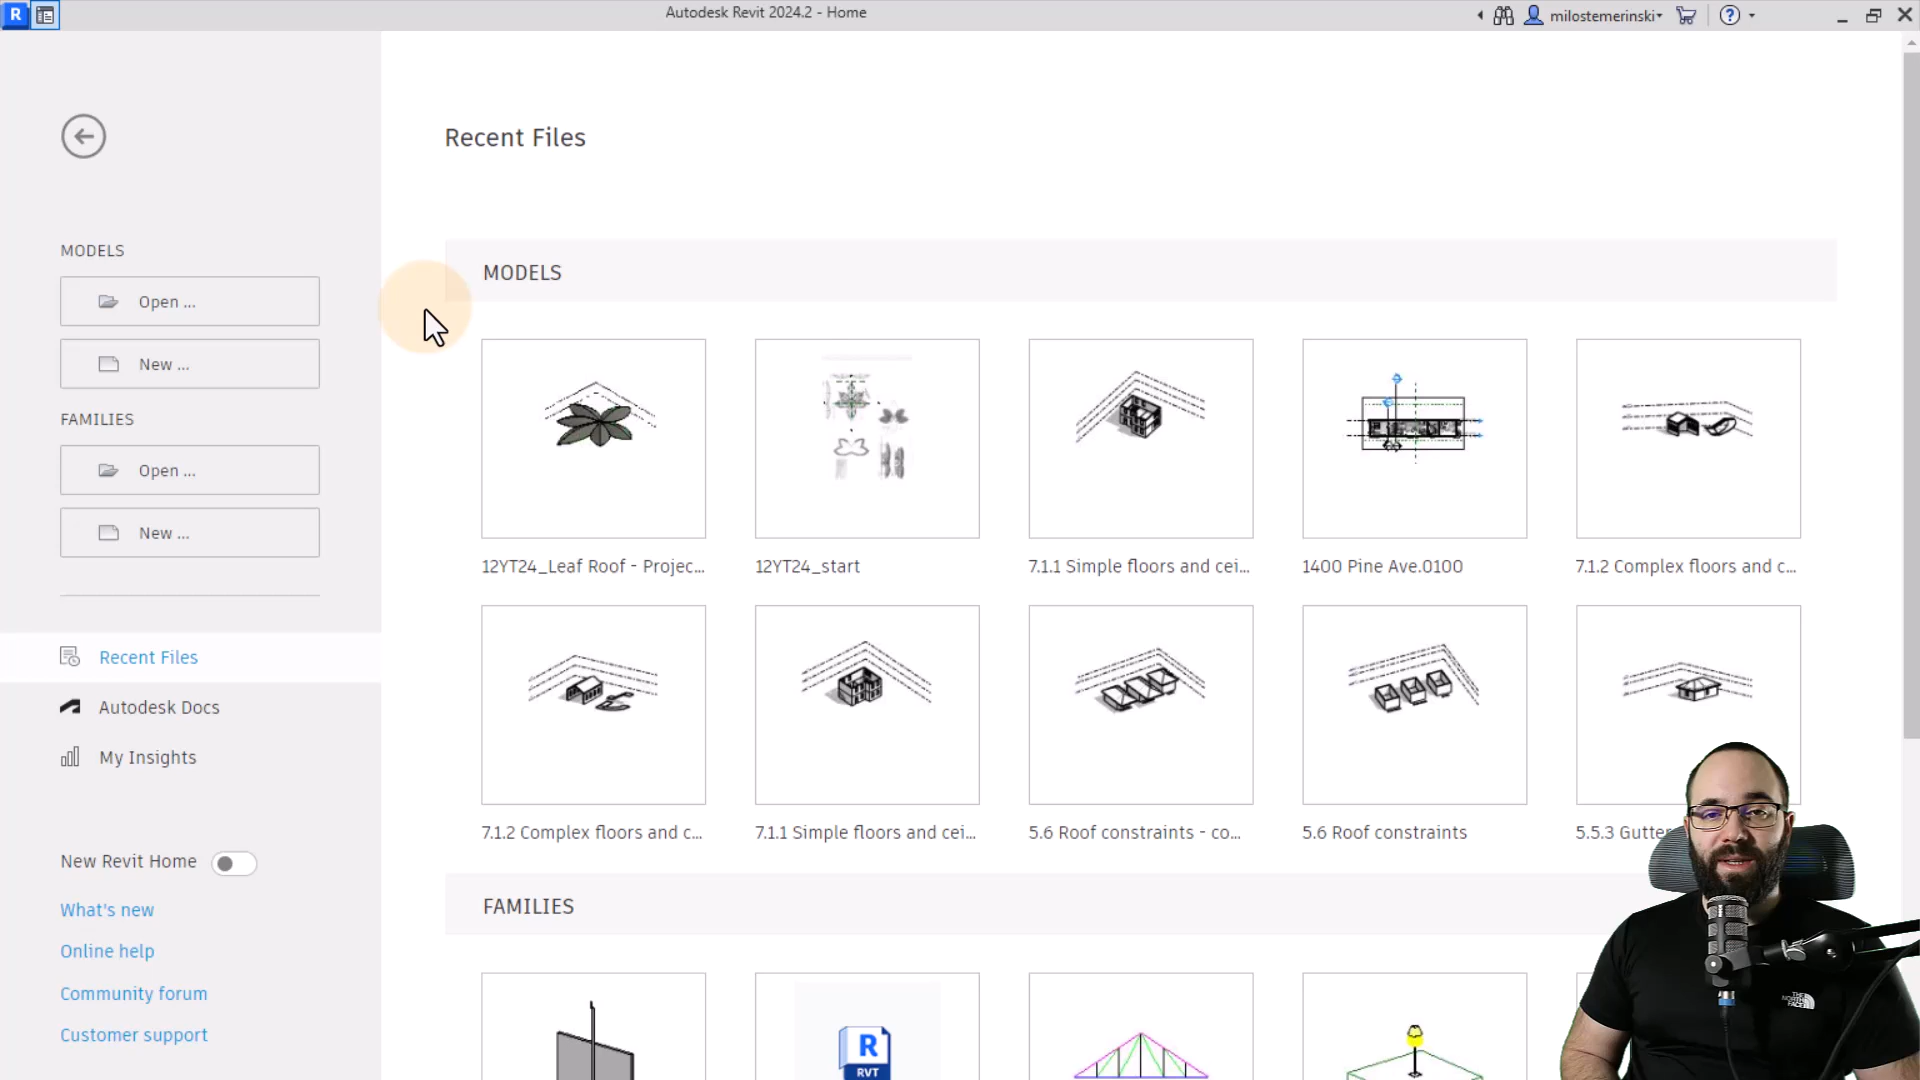 R
Autodesk Revit 2024.2 - Home
milostemerinski
?
Recent Files
MODELS
Open ...
New ...
FAMILIES
Open ...
New ...
Recent Files
Autodesk Docs
My Insights
New Revit Home
What's new
Online help
Community forum
Customer support
MODELS
12YT24_Leaf Roof - Projec...
12YT24_start
7.1.1 Simple floors and cei...
1400 Pine Ave.0100
7.1.2 Complex floors and c...
7.1.2 Complex floors and c...
7.1.1 Simple floors and cei...
5.6 Roof constraints - co...
5.6 Roof constraints
5.5.3 Gutte
FAMILIES
R
RVT
THE
NORTH
FACE